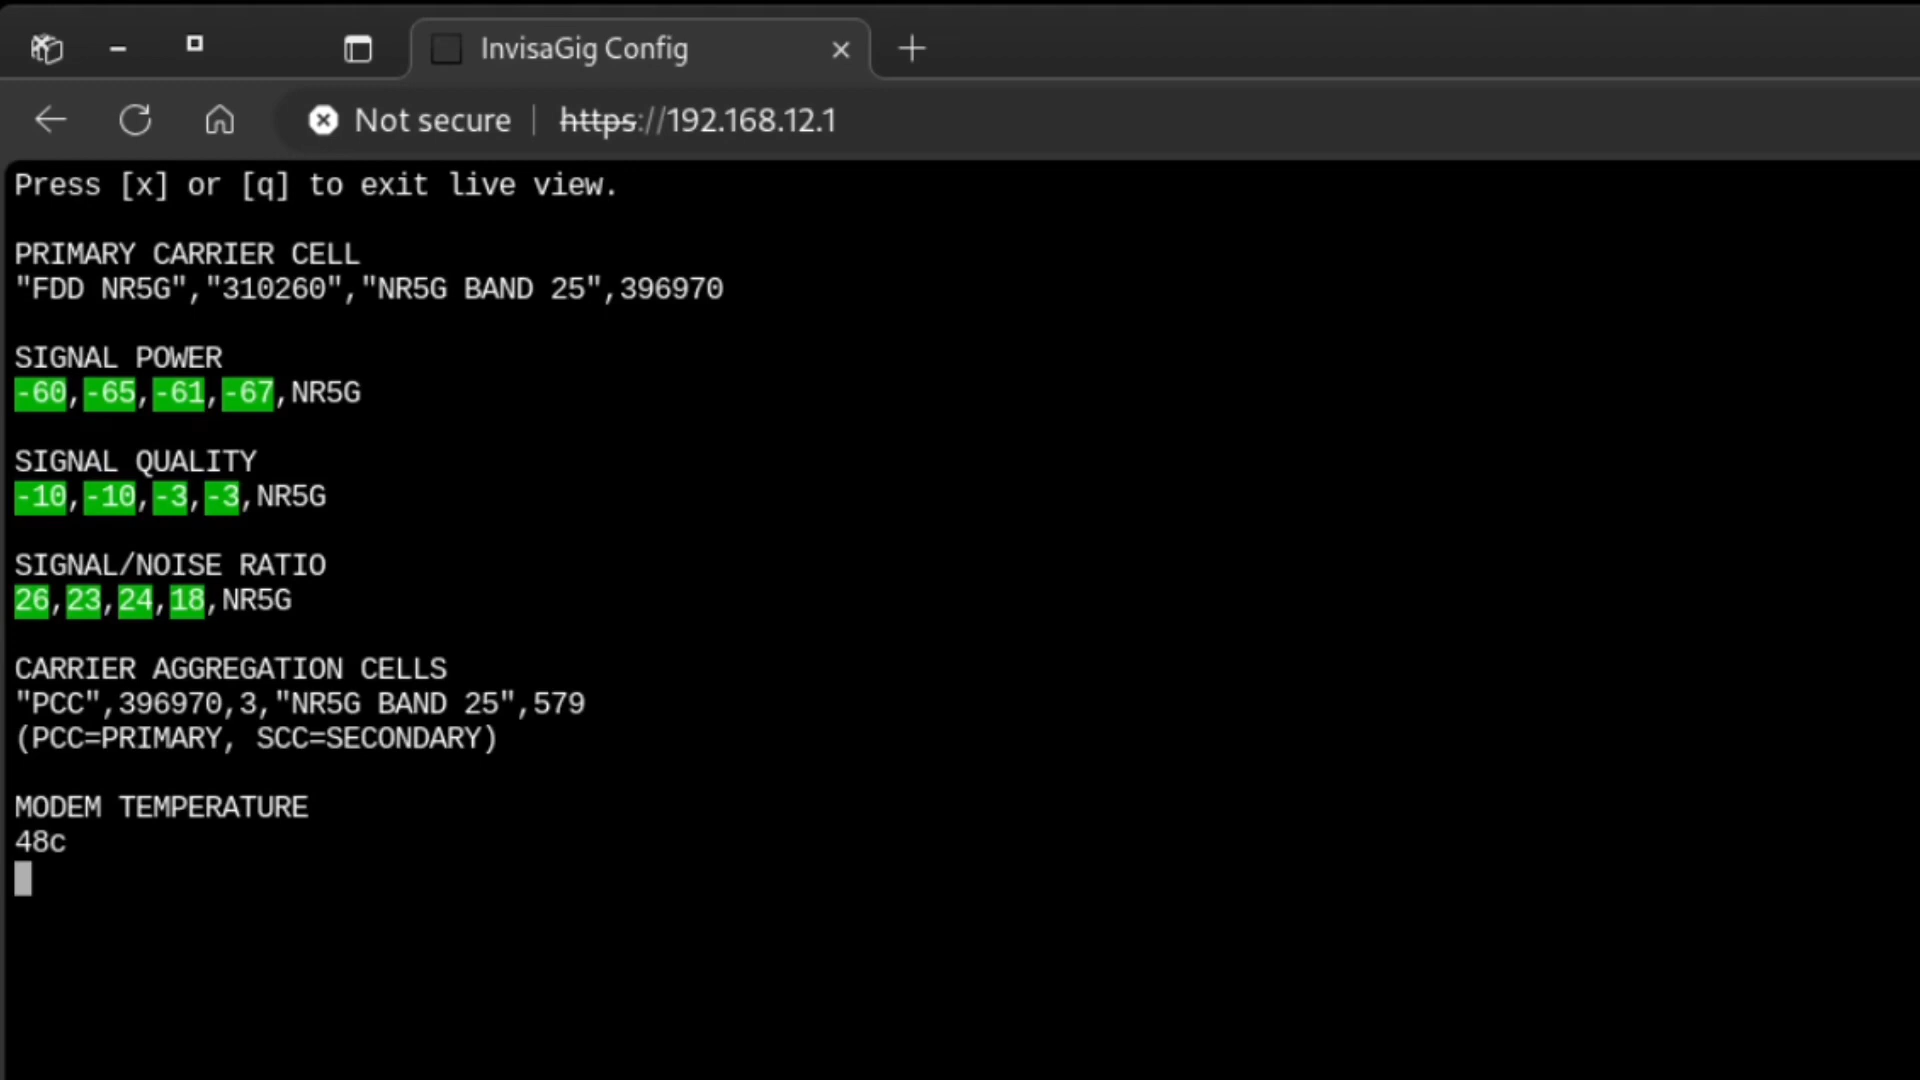 InvisaGig Config
Not secure | https://192.168.12.1
Press [x] or [q] to exit live view.
PRIMARY CARRIER CELL
"FDD NR5G","310260","NR5G BAND 25",396970
SIGNAL POWER
-60,-65,-61,-67,NR5G
SIGNAL QUALITY
-10,-10,-3,-3,NR5G
SIGNAL/NOISE RATIO
26,23,24,18,NR5G
CARRIER AGGREGATION CELLS
"PCC",396970,3,"NR5G BAND 25",579
(PCC=PRIMARY, SCC=SECONDARY)
MODEM TEMPERATURE
48c